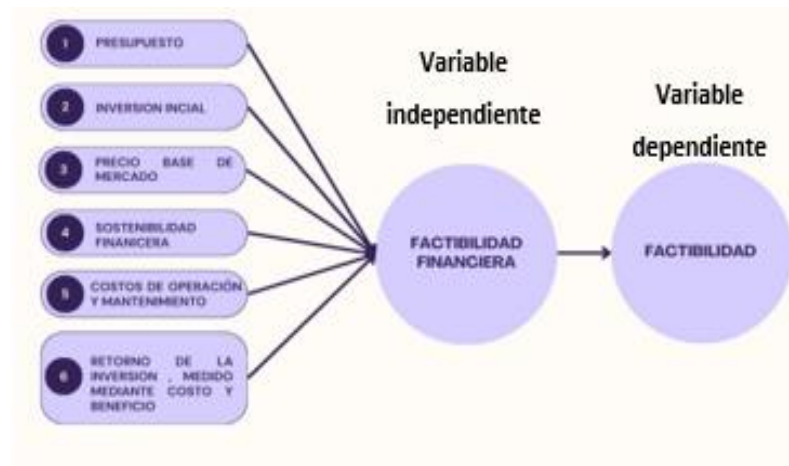 1 PRESUPUESTO
2 INVERSION INCIAL
3 PRECIO BASE DE
MERCADO
4 SOSTENIBILIDAD
FINANICERA
5 COSTOS DE OPERACIÓN
Y MANTENIMIENTO
6 RETORNO DE LA
INVERSION , MEDIDO
MEDIANTE COSTO Y
BENEFICIO
Variable
independiente
FACTIBILIDAD
FINANCIERA
Variable
dependiente
FACTIBILIDAD